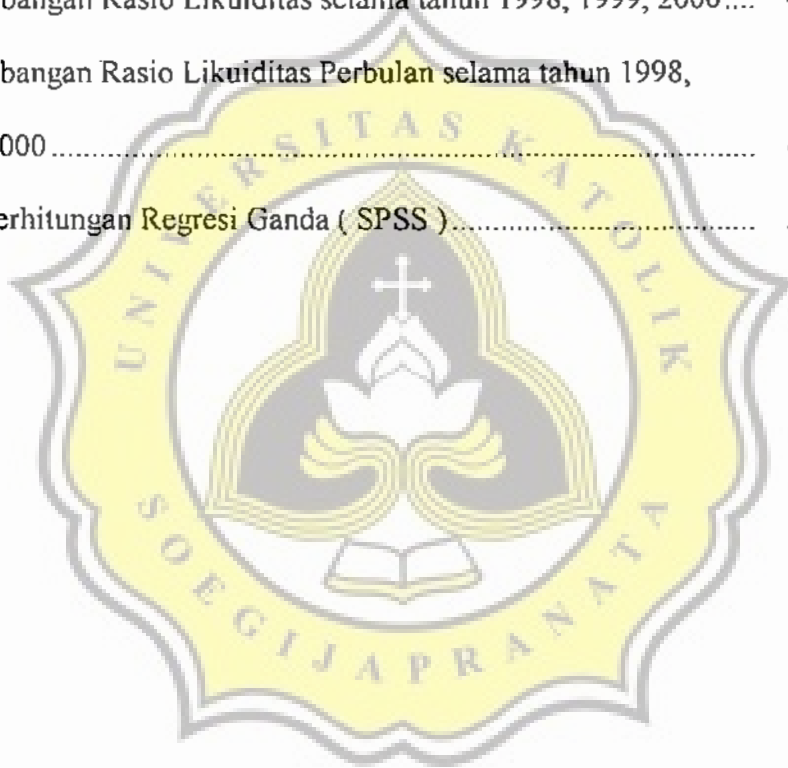 bangan Rasio Likuiditas selama tahun 1998, 1999, 2000....
bangan Rasio Likuiditas Perbulan selama tahun 1998,
000
erhitungan Regresi Ganda ( SPSS )
UNIVERSITAS KATOLIK
SOEGIJAPRANATA